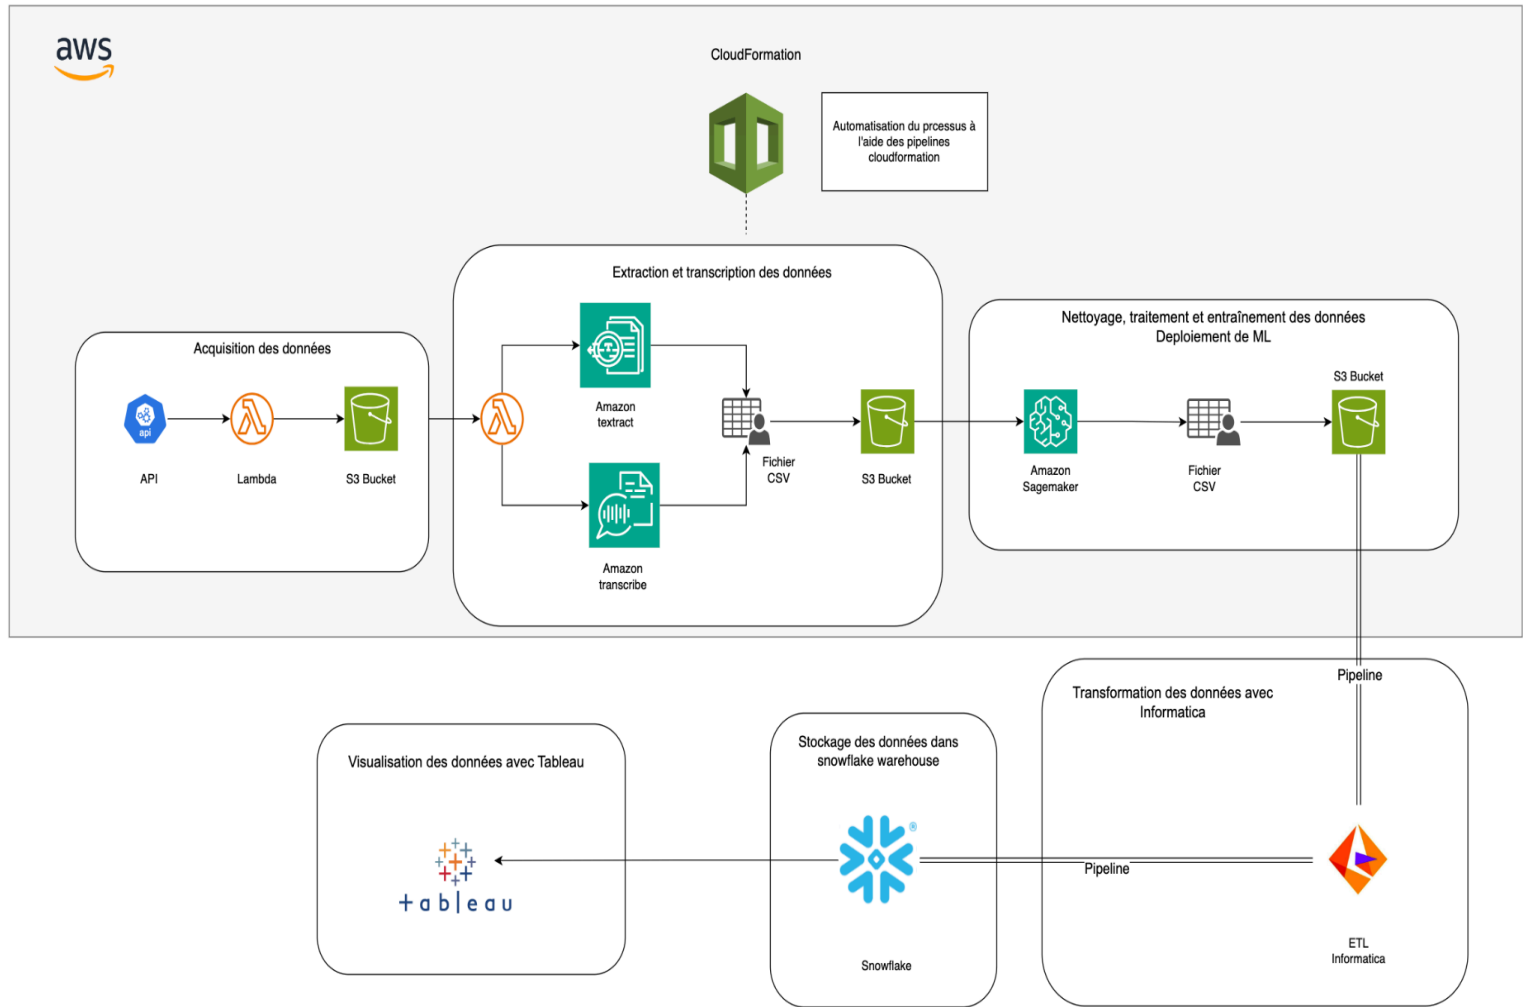 aws
CloudFormation
Automatisation du prcessus à
l'aide des pipelines
cloudformation
Acquisition des données
api
API
Lambda
S3 Bucket
Extraction et transcription des données
Amazon
textract
Amazon
transcribe
Fichier
CSV
S3 Bucket
Nettoyage, traitement et entraînement des données
Deploiement de ML
Amazon
Sagemaker
Fichier
CSV
S3 Bucket
Pipeline
Transformation des données avec
Informatica
ETL
Informatica
Pipeline
Stockage des données dans
snowflake warehouse
®
Snowflake
Visualisation des données avec Tableau
tableau